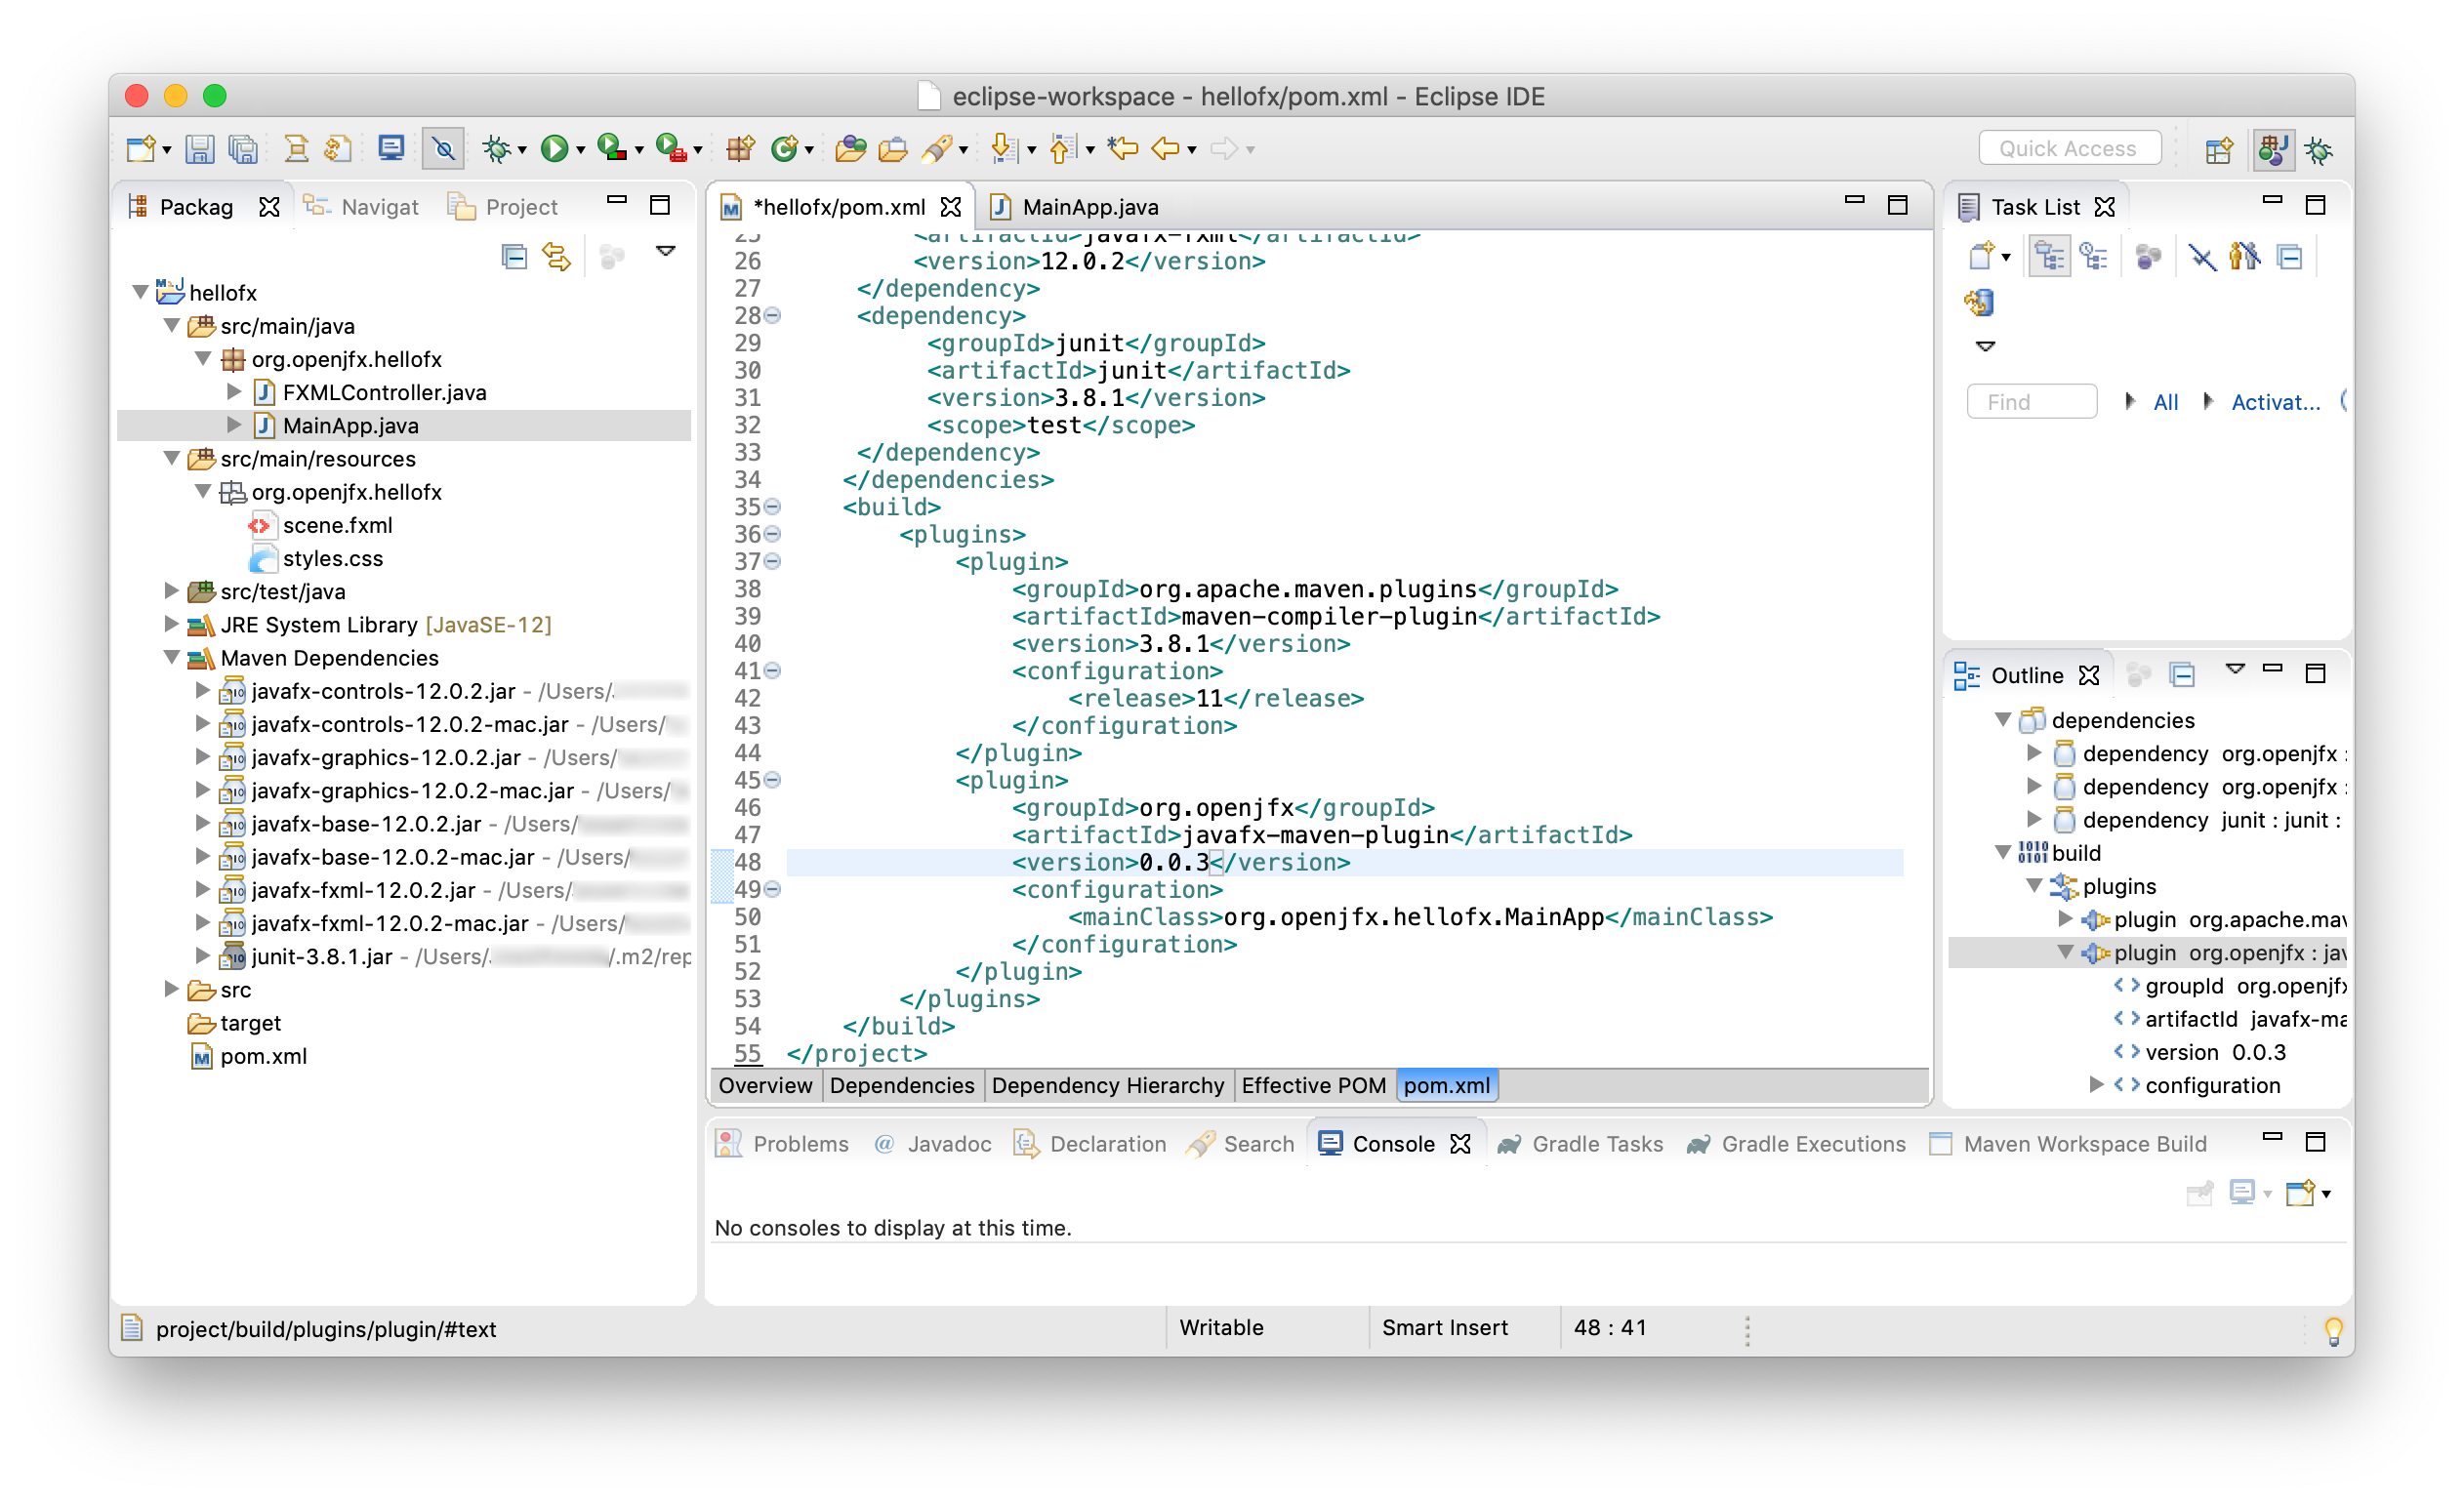 eclipse-workspace - hellofx/pom.xml - Eclipse IDE
Quick Access
Packag
Navigat
Project
hellofx
src/main/java
org.openjfx.hellofx
FXMLController.java
MainApp.java
src/main/resources
org.openjfx.hellofx
scene.fxml
styles.css
src/test/java
JRE System Library [JavaSE-12]
Maven Dependencies
javafx-controls-12.0.2.jar - /Users/
javafx-controls-12.0.2-mac.jar - /Users/
javafx-graphics-12.0.2.jar - /Users/
javafx-graphics-12.0.2-mac.jar - /Users/
javafx-base-12.0.2.jar - /Users/
javafx-base-12.0.2-mac.jar - /Users/
javafx-fxml-12.0.2.jar - /Users/
javafx-fxml-12.0.2-mac.jar - /Users/
junit-3.8.1.jar - /Users/ /.m2/rep
src
target
pom.xml
*hellofx/pom.xml
MainApp.java
25 <artifactId>javafx-fxml</artifactId>
26 <version>12.0.2</version>
27 </dependency>
28 <dependency>
29 <groupId>junit</groupId>
30 <artifactId>junit</artifactId>
31 <version>3.8.1</version>
32 <scope>test</scope>
33 </dependency>
34 </dependencies>
35 <build>
36 <plugins>
37 <plugin>
38 <groupId>org.apache.maven.plugins</groupId>
39 <artifactId>maven-compiler-plugin</artifactId>
40 <version>3.8.1</version>
41 <configuration>
42 <release>11</release>
43 </configuration>
44 </plugin>
45 <plugin>
46 <groupId>org.openjfx</groupId>
47 <artifactId>javafx-maven-plugin</artifactId>
48 <version>0.0.3</version>
49 <configuration>
50 <mainClass>org.openjfx.hellofx.MainApp</mainClass>
51 </configuration>
52 </plugin>
53 </plugins>
54 </build>
55 </project>
Overview
Dependencies
Dependency Hierarchy
Effective POM
pom.xml
Task List
Find
All
Activat...
Outline
dependencies
dependency org.openjfx :
dependency org.openjfx :
dependency junit : junit :
build
plugins
plugin org.apache.mav
plugin org.openjfx : jav
groupId org.openjfx
artifactId javafx-ma
version 0.0.3
configuration
Problems
@ Javadoc
Declaration
Search
Console
Gradle Tasks
Gradle Executions
Maven Workspace Build
No consoles to display at this time.
project/build/plugins/plugin/#text
Writable
Smart Insert
48 : 41